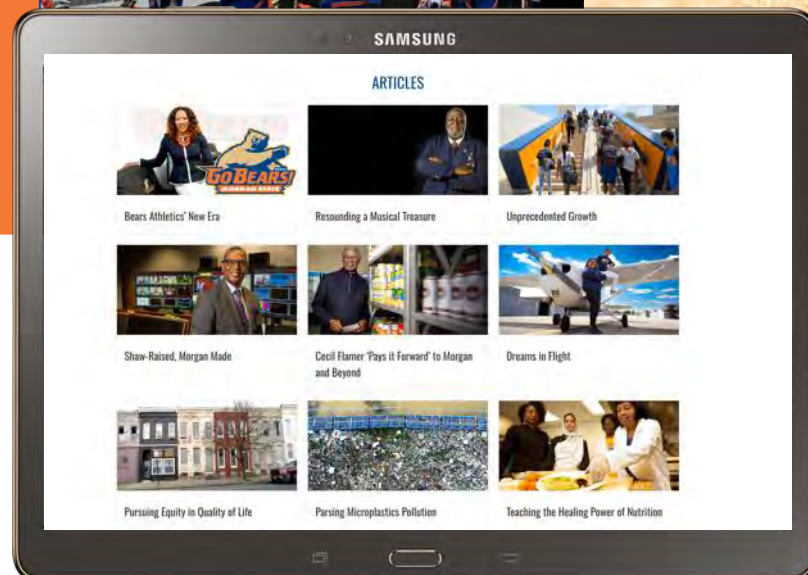 SAMSUNG
ARTICLES
GO BEARS!
MORGAN STATE
Bears Athletics' New Era
Resounding a Musical Treasure
Unprecedented Growth
Shaw-Raised, Morgan Made
Cecil Flamer 'Pays it Forward' to Morgan
and Beyond
Dreams in Flight
Pursuing Equity in Quality of Life
Parsing Microplastics Pollution
Teaching the Healing Power of Nutrition